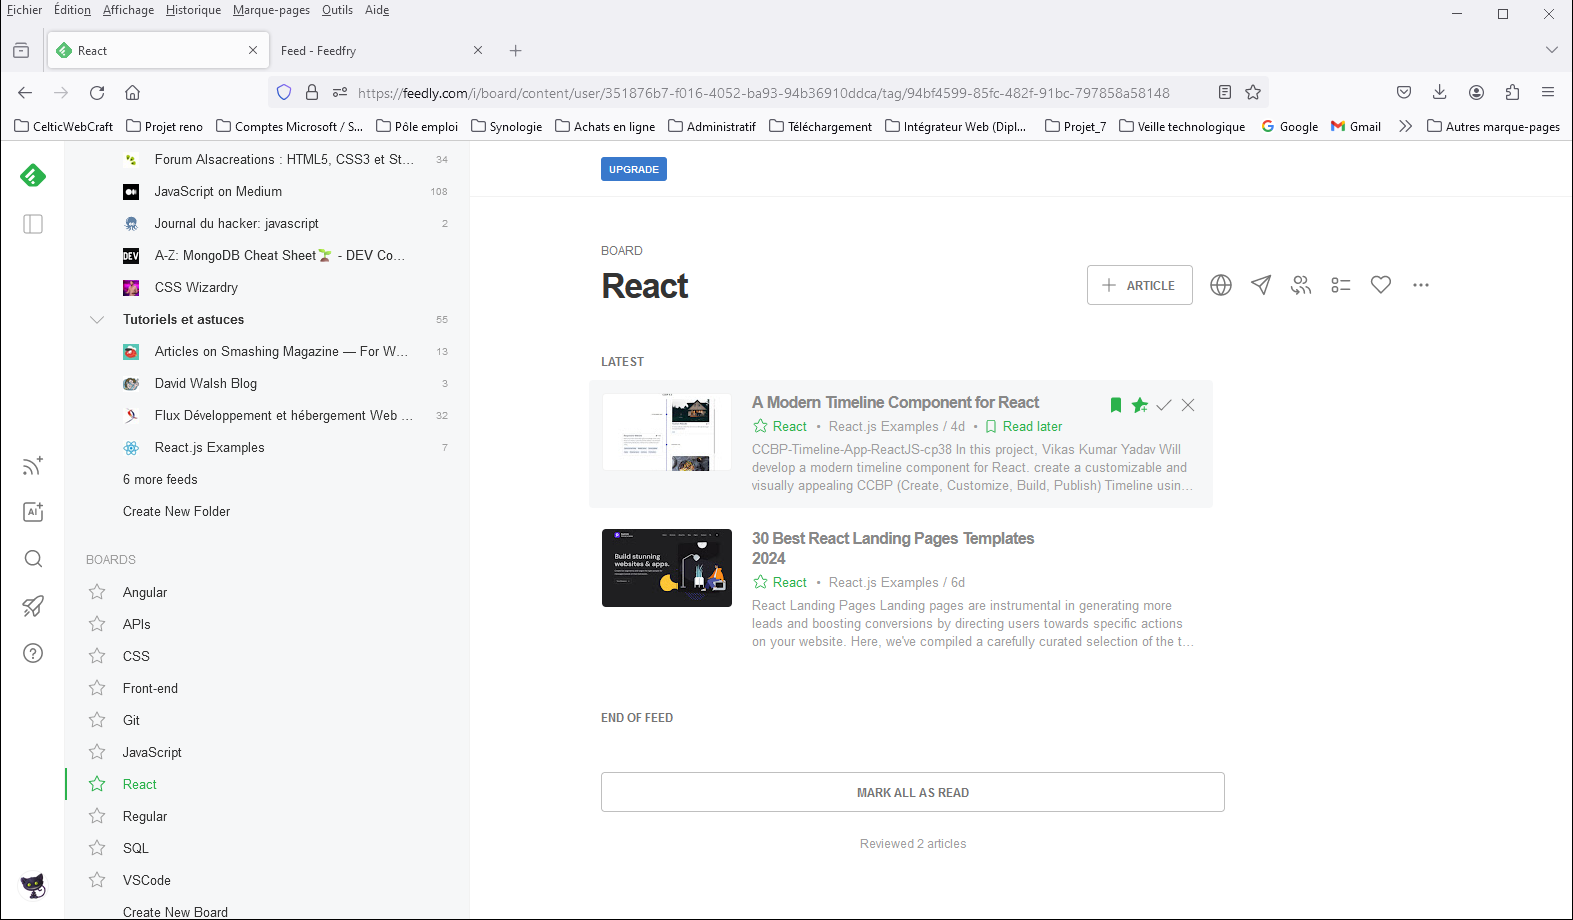 Fichier Édition Affichage Historique Marque-pages Outils Aide
React
Feed - Feedfry
https://feedly.com/i/board/content/user/351876b7-f016-4052-ba93-94b36910ddca/tag/94bf4599-85fc-482f-91bc-797858a58148
CelticWebCraft Projet reno Comptes Microsoft / S... Pôle emploi Synologie Achats en ligne Administratif Téléchargement Intégrateur Web (Dipl... Projet_7 Veille technologique Google Gmail Autres marque-pages
Forum Alsacreations : HTML5, CSS3 et St... 34
JavaScript on Medium 108
Journal du hacker: javascript 2
DEV A-Z: MongoDB Cheat Sheet🌱 - DEV Co...
CSS Wizardry
Tutoriels et astuces 55
Articles on Smashing Magazine — For W... 13
David Walsh Blog 3
Flux Développement et hébergement Web ... 32
React.js Examples 7
6 more feeds
Create New Folder
BOARDS
Angular
APIs
CSS
Front-end
Git
JavaScript
React
Regular
SQL
VSCode
Create New Board
AI
UPGRADE
BOARD
React
ARTICLE
LATEST
A Modern Timeline Component for React
React • React.js Examples / 4d • Read later
CCBP-Timeline-App-ReactJS-cp38 In this project, Vikas Kumar Yadav Will
develop a modern timeline component for React. create a customizable and
visually appealing CCBP (Create, Customize, Build, Publish) Timeline usin...
Build stunning
websites & apps.
30 Best React Landing Pages Templates
2024
React • React.js Examples / 6d
React Landing Pages Landing pages are instrumental in generating more
leads and boosting conversions by directing users towards specific actions
on your website. Here, we've compiled a carefully curated selection of the t...
END OF FEED
MARK ALL AS READ
Reviewed 2 articles